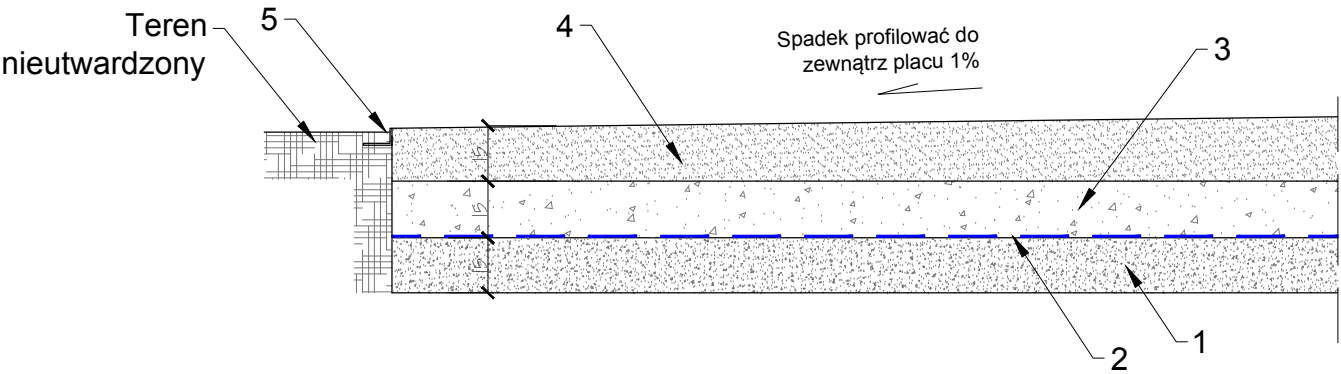 Teren
nieutwardzony
5
4
Spadek profilować do
zewnątrz placu 1%
3
15
15
15
1
2